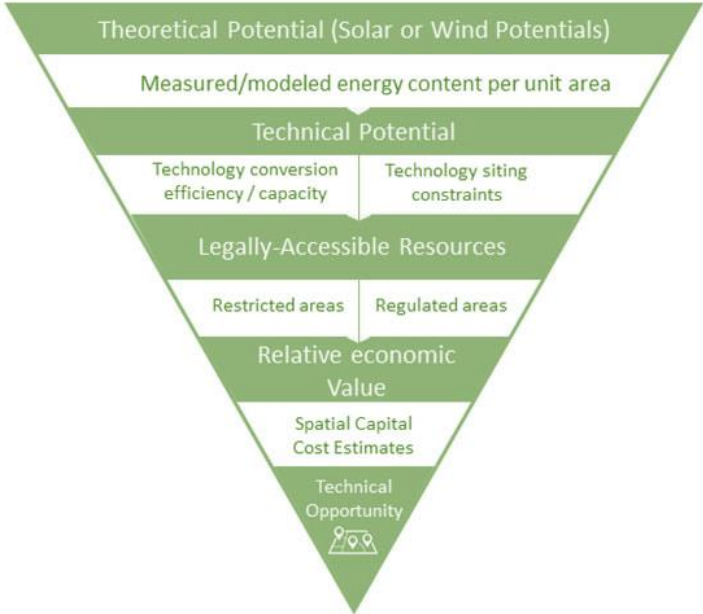 Theoretical Potential (Solar or Wind Potentials)
Measured/modeled energy content per unit area
Technical Potential
Technology conversion
efficiency / capacity
Technology siting
constraints
Legally-Accessible Resources
Restricted areas
Regulated areas
Relative economic
Value
Spatial Capital
Cost Estimates
Technical
Opportunity